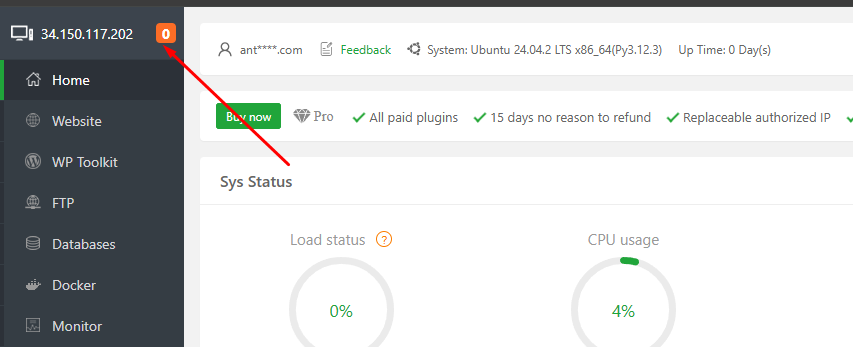 34.150.117.202 0
ant****.com Feedback System: Ubuntu 24.04.2 LTS x86_64(Py3.12.3) Up Time: 0 Day(s)
Home
Website
WP Toolkit
FTP
Databases
Docker
Monitor
Buy now Pro All paid plugins 15 days no reason to refund Replaceable authorized IP
Sys Status
Load status ? CPU usage
0% 4%